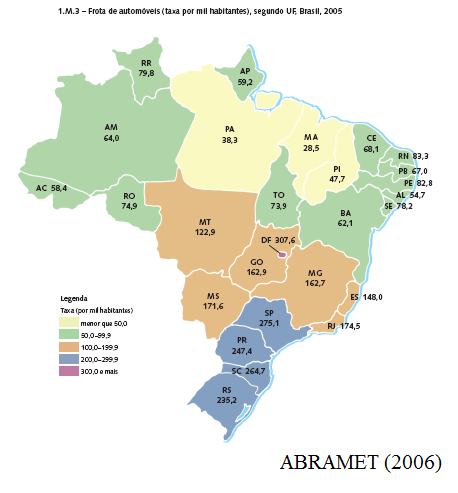 1.M.3 – Frota de automóveis (taxa por mil habitantes), segundo UF, Brasil, 2005
RR
79,8
AP
59,2
AM
64,0
PA
38,3
MA
28,5
CE
68,1
RN 83,3
PB 67,0
PE 82,8
AL 54,7
SE 78,2
PI
47,7
AC 58,4
RO
74,9
TO
73,9
BA
62,1
MT
122,9
DF 307,6
GO
162,9
MG
162,7
ES 148,0
MS
171,6
SP
275,1
RJ 174,5
PR
247,4
SC 264,7
RS
235,2
Legenda
Taxa (por mil habitantes)
menor que 50,0
50,0–99,9
100,0–199,9
200,0–299,9
300,0 e mais
ABRAMET (2006)